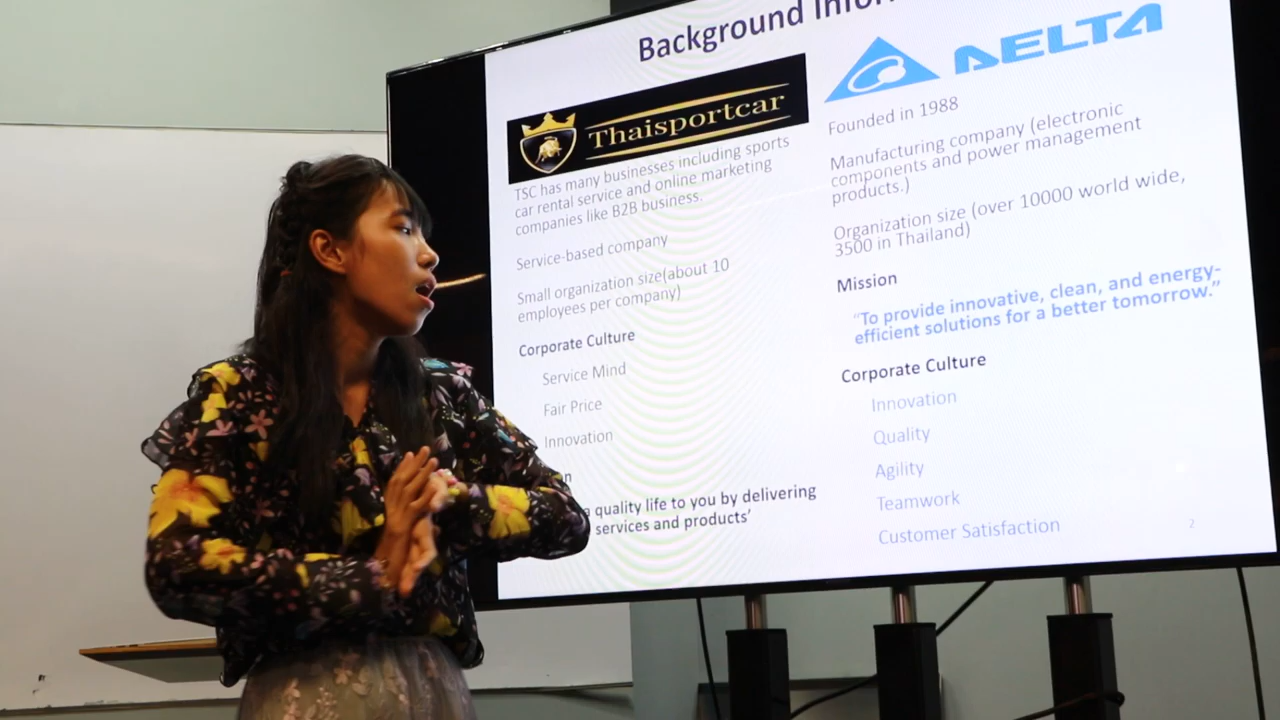 Background
Thaisportcar
TSC has many businesses including sports
car rental service and online marketing
companies like B2B business.
Service-based company
Small organization size(about 10
employees per company)
Corporate Culture
Service Mind
Fair Price
Innovation
quality life to you by delivering
services and products’
DELTA
Founded in 1988
Manufacturing company (electronic
components and power management
products.)
Organization size (over 10000 world wide,
3500 in Thailand)
Mission
“To provide innovative, clean, and energy-
efficient solutions for a better tomorrow.”
Corporate Culture
Innovation
Quality
Agility
Teamwork
Customer Satisfaction
2